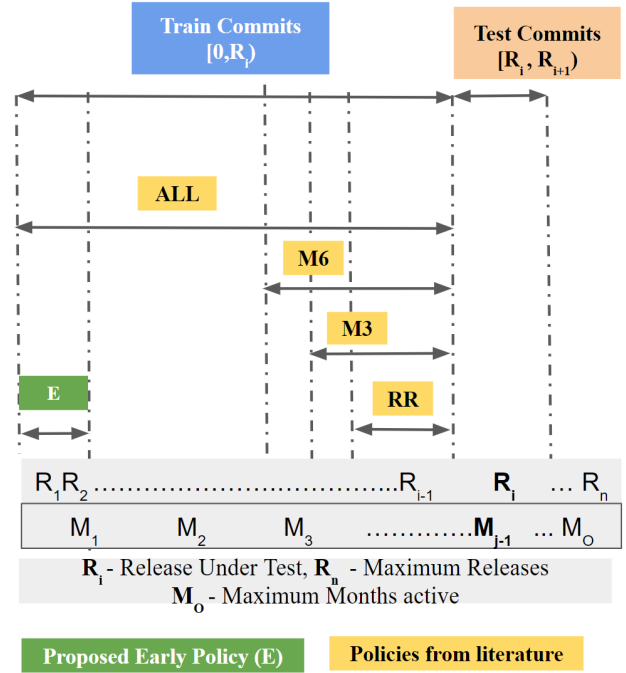 Train Commits
[0,Rᵢ)
Test Commits
[Rᵢ , Rᵢ₊₁)
ALL
M6
M3
E
RR
R₁R₂ ……………………………...Rᵢ₋₁ Rᵢ ... Rₙ
M₁ M₂ M₃ ………….Mⱼ₋₁ ... M_O
Rᵢ - Release Under Test, Rₙ - Maximum Releases
M_O - Maximum Months active
Proposed Early Policy (E)
Policies from literature